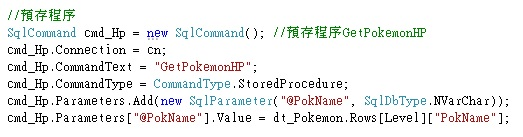 //預存程序
SqlCommand cmd_Hp = new SqlCommand(); //預存程序GetPokemonHP
cmd_Hp.Connection = cn;
cmd_Hp.CommandText = "GetPokemonHP";
cmd_Hp.CommandType = CommandType.StoredProcedure;
cmd_Hp.Parameters.Add(new SqlParameter("@PokName", SqlDbType.NVarChar));
cmd_Hp.Parameters["@PokName"].Value = dt_Pokemon.Rows[Level]["PokName"];